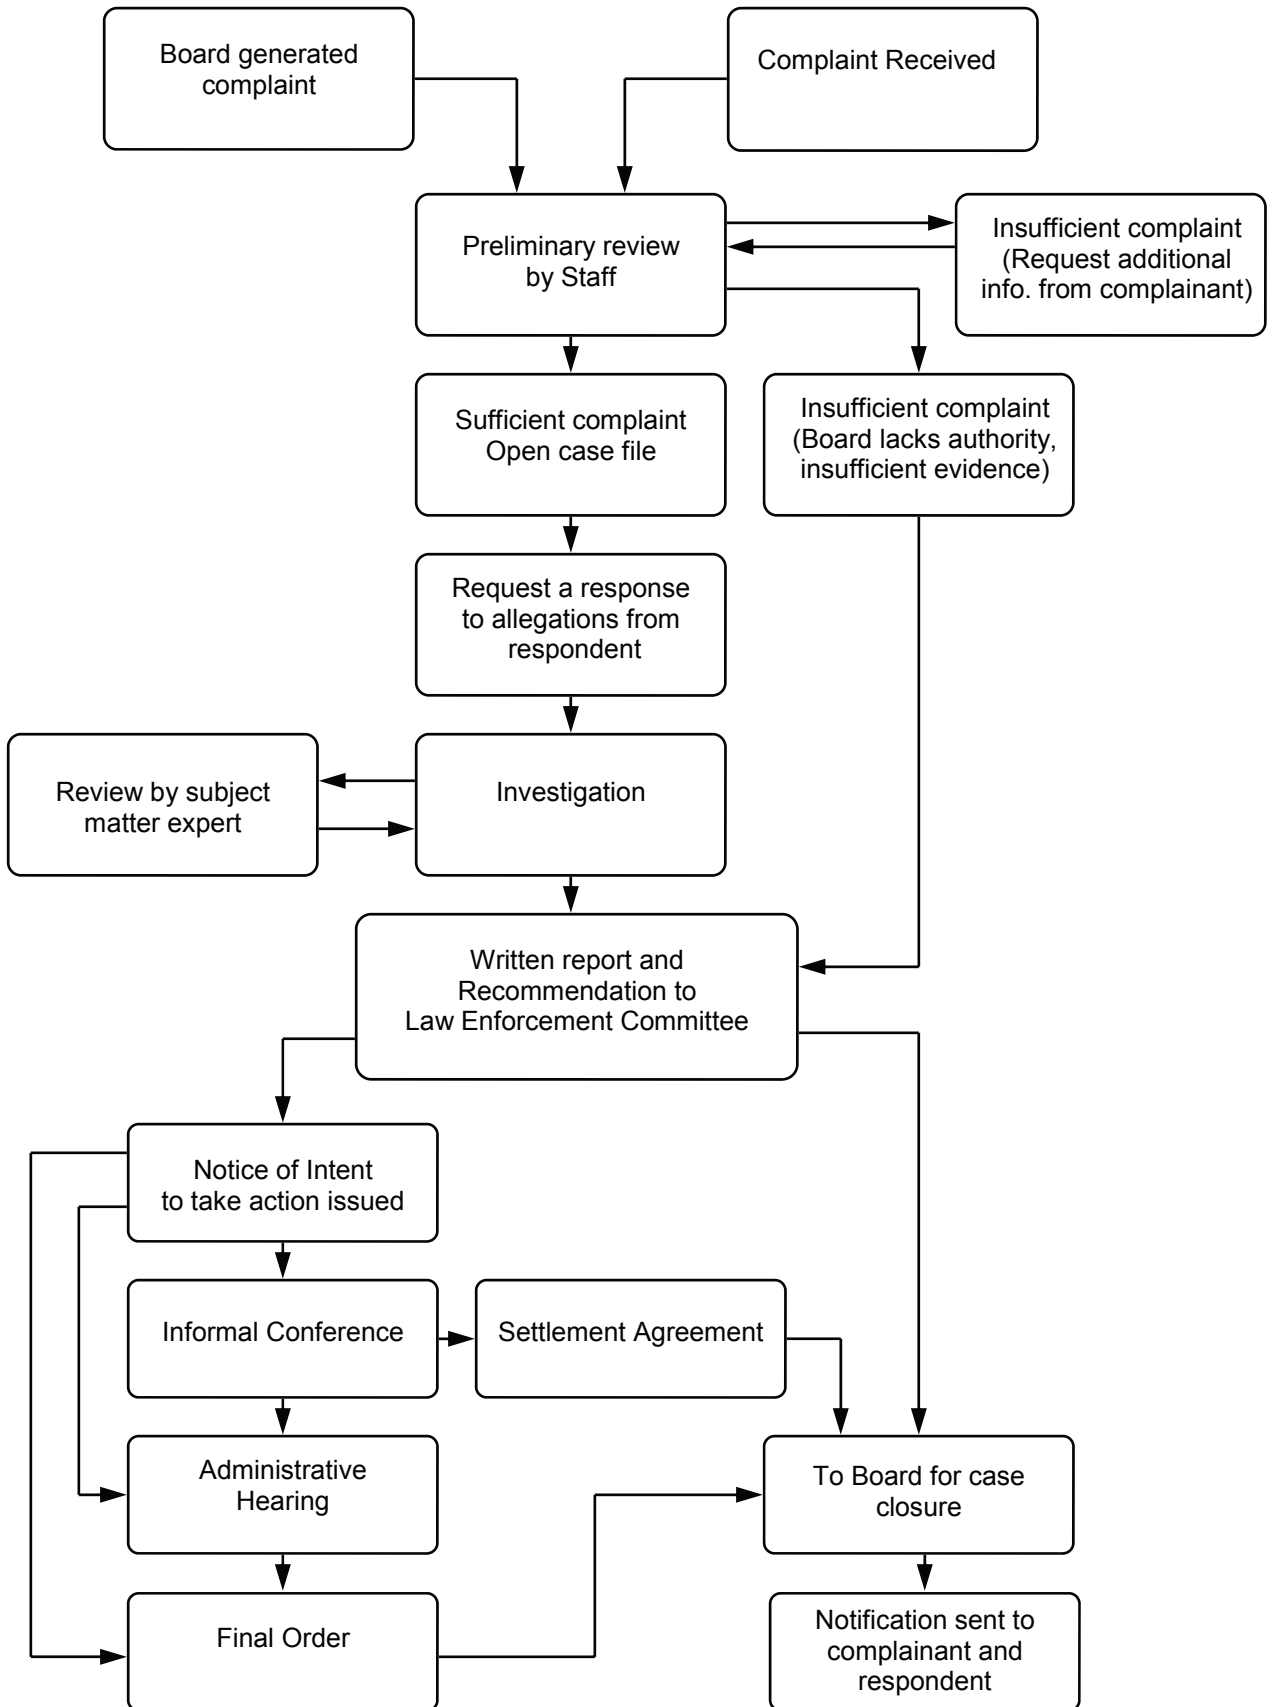 Board generated
complaint
Complaint Received
Preliminary review
by Staff
Insufficient complaint
(Request additional
info. from complainant)
Sufficient complaint
Open case file
Insufficient complaint
(Board lacks authority,
insufficient evidence)
Request a response
to allegations from
respondent
Review by subject
matter expert
Investigation
Written report and
Recommendation to
Law Enforcement Committee
Notice of Intent
to take action issued
Informal Conference
Settlement Agreement
Administrative
Hearing
To Board for case
closure
Final Order
Notification sent to
complainant and
respondent